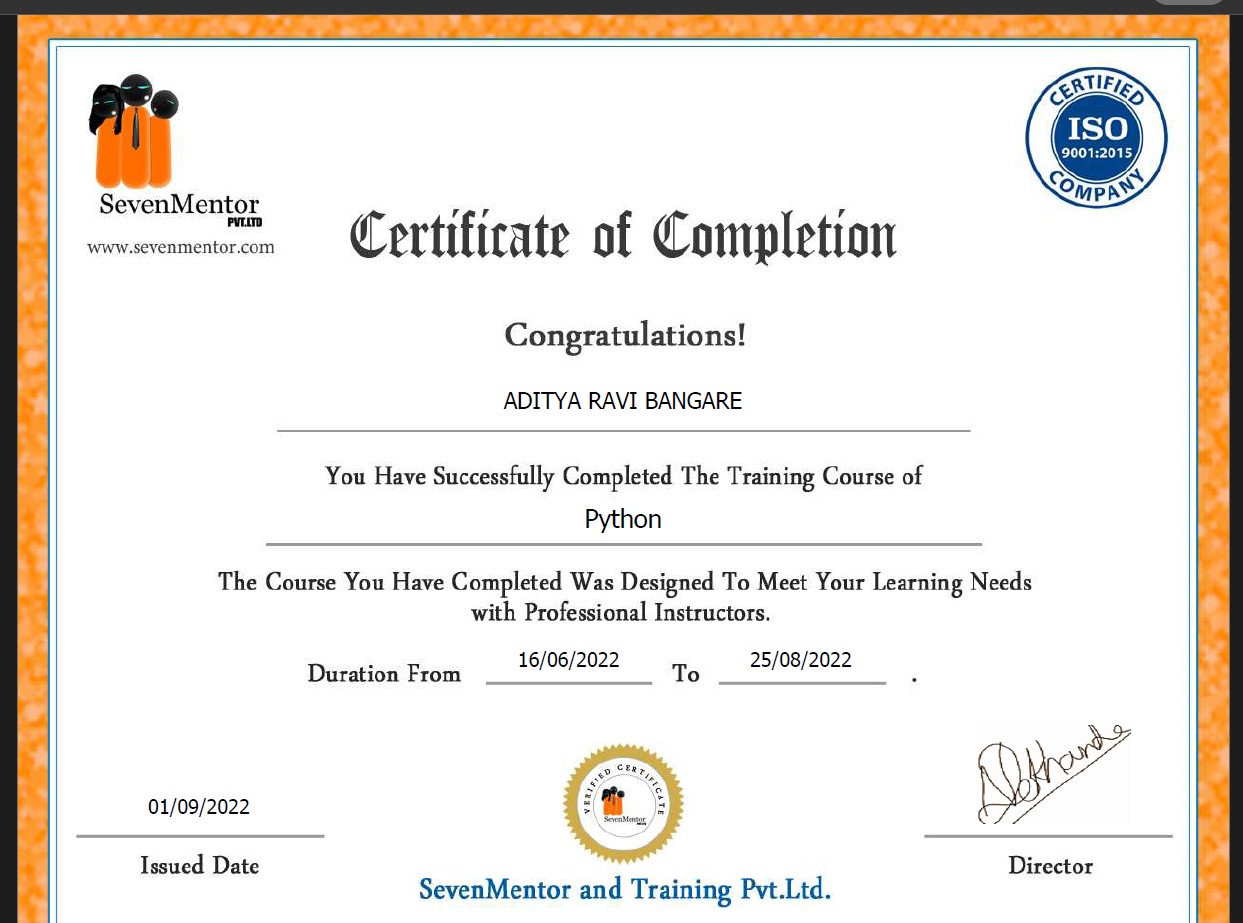 SevenMentor
PVT.LTD
www.sevenmentor.com
CERTIFIED
ISO
9001:2015
COMPANY
Certificate of Completion
Congratulations!
ADITYA RAVI BANGARE
You Have Successfully Completed The Training Course of
Python
The Course You Have Completed Was Designed To Meet Your Learning Needs
with Professional Instructors.
Duration From 16/06/2022 To 25/08/2022 .
01/09/2022
Issued Date
VERIFIED CERTIFICATE
SevenMentor
SevenMentor and Training Pvt.Ltd.
Director